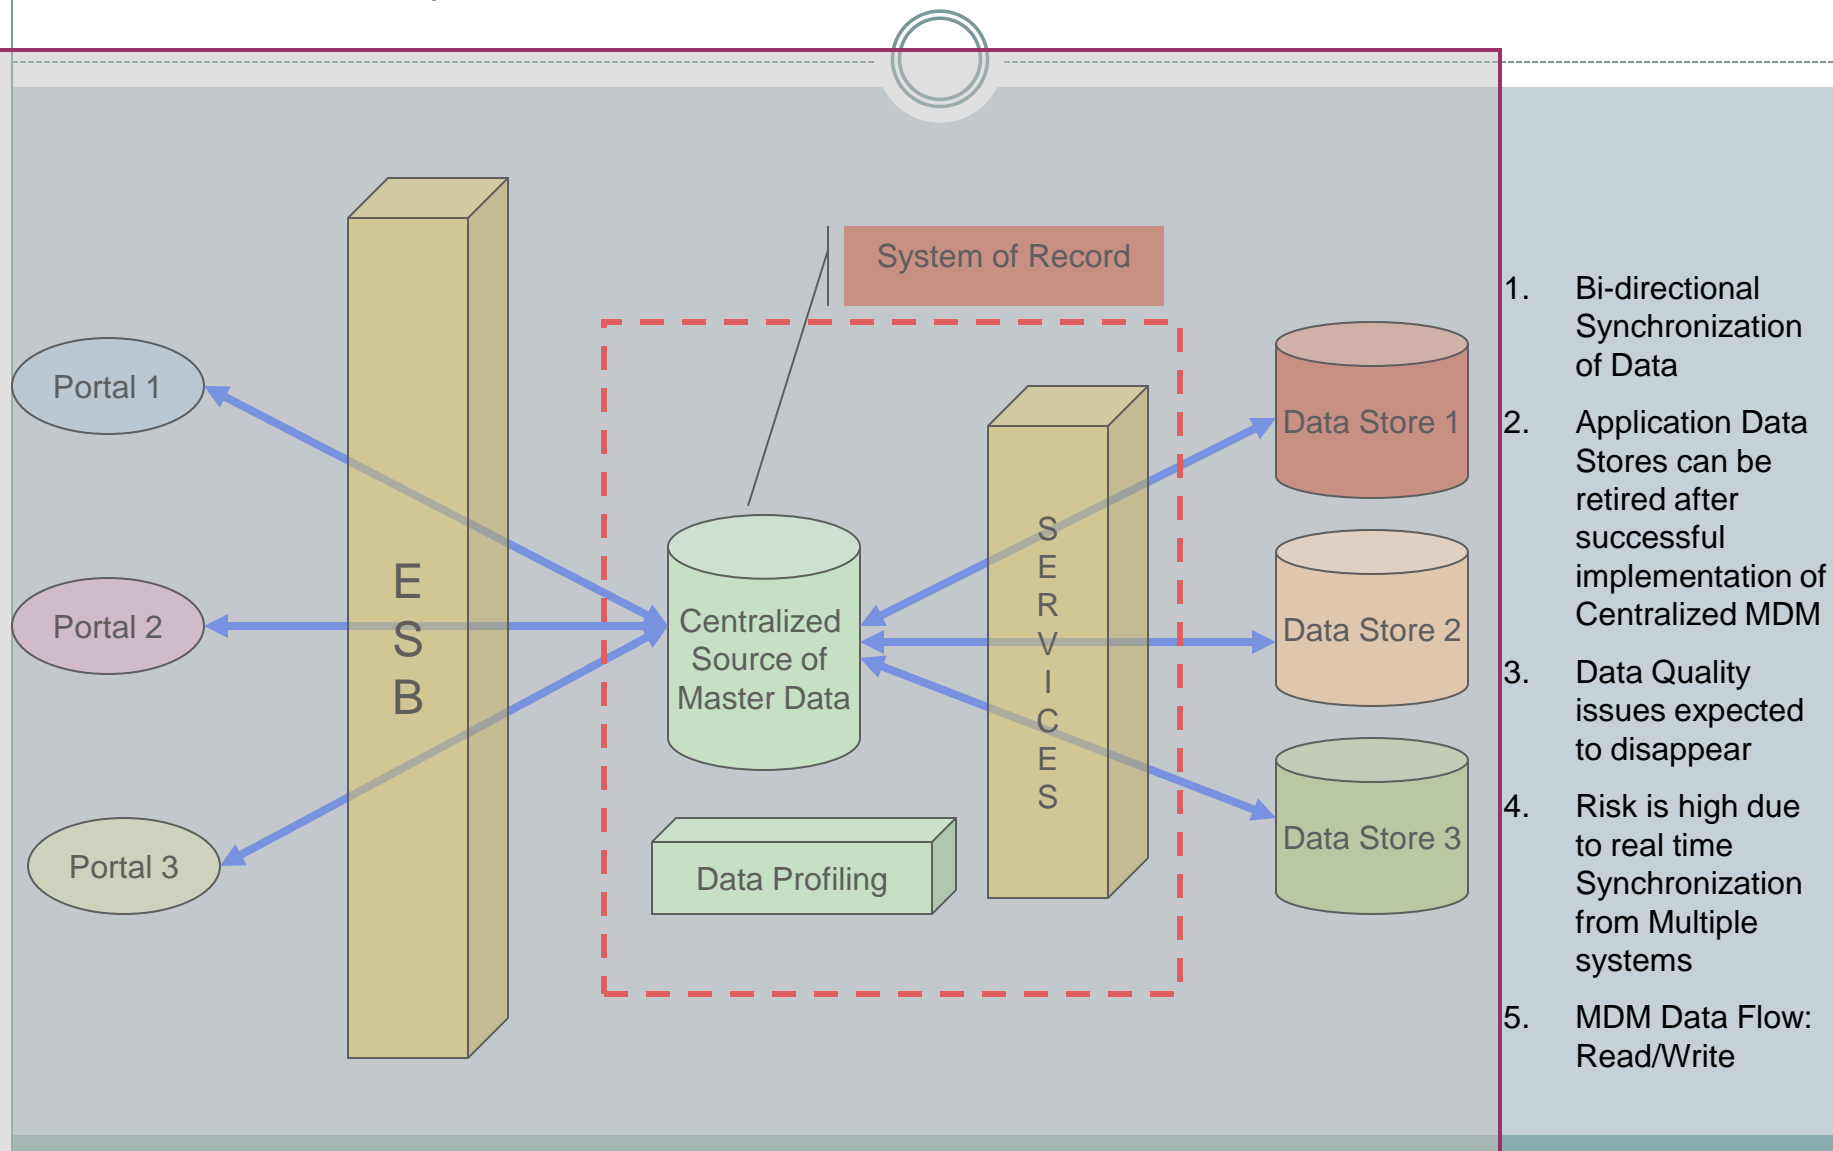 System of Record
Portal 1
Portal 2
Portal 3
E
S
B
Centralized
Source of
Master Data
Data Profiling
S
E
R
V
I
C
E
S
Data Store 1
Data Store 2
Data Store 3
1. Bi-directional
Synchronization
of Data
2. Application Data
Stores can be
retired after
successful
implementation of
Centralized MDM
3. Data Quality
issues expected
to disappear
4. Risk is high due
to real time
Synchronization
from Multiple
systems
5. MDM Data Flow:
Read/Write